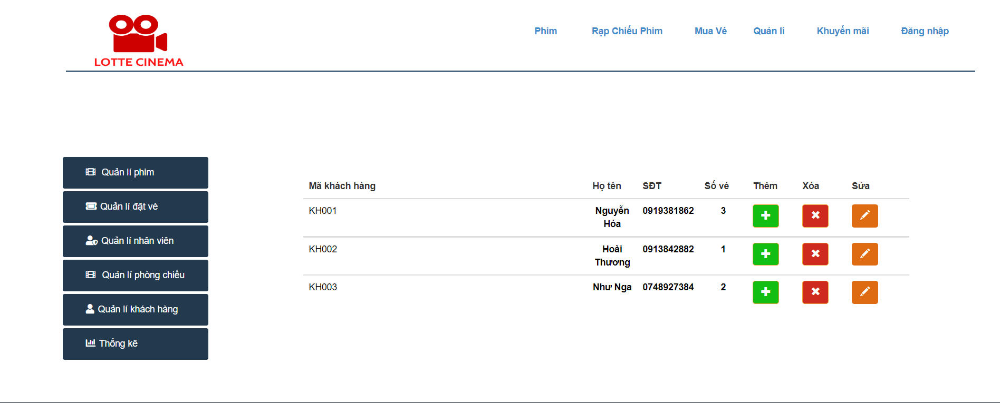 LOTTE CINEMA
Phim Rạp Chiếu Phim Mua Vé Quản lí Khuyến mãi Đăng nhập
Quản lí phim
Quản lí đặt vé
Quản lí nhân viên
Quản lí phòng chiếu
Quản lí khách hàng
Thống kê
Mã khách hàng Họ tên SĐT Số vé Thêm Xóa Sửa
KH001 Nguyễn 0919381862 3
Hóa
KH002 Hoài 0913842882 1
Thương
KH003 Như Nga 0748927384 2